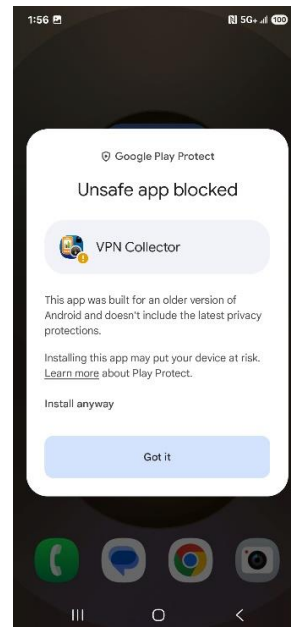 1:56 5G+ 100
Google Play Protect
Unsafe app blocked
VPN Collector
This app was built for an older version of
Android and doesn't include the latest privacy
protections.
Installing this app may put your device at risk.
Learn more about Play Protect.
Install anyway
Got it